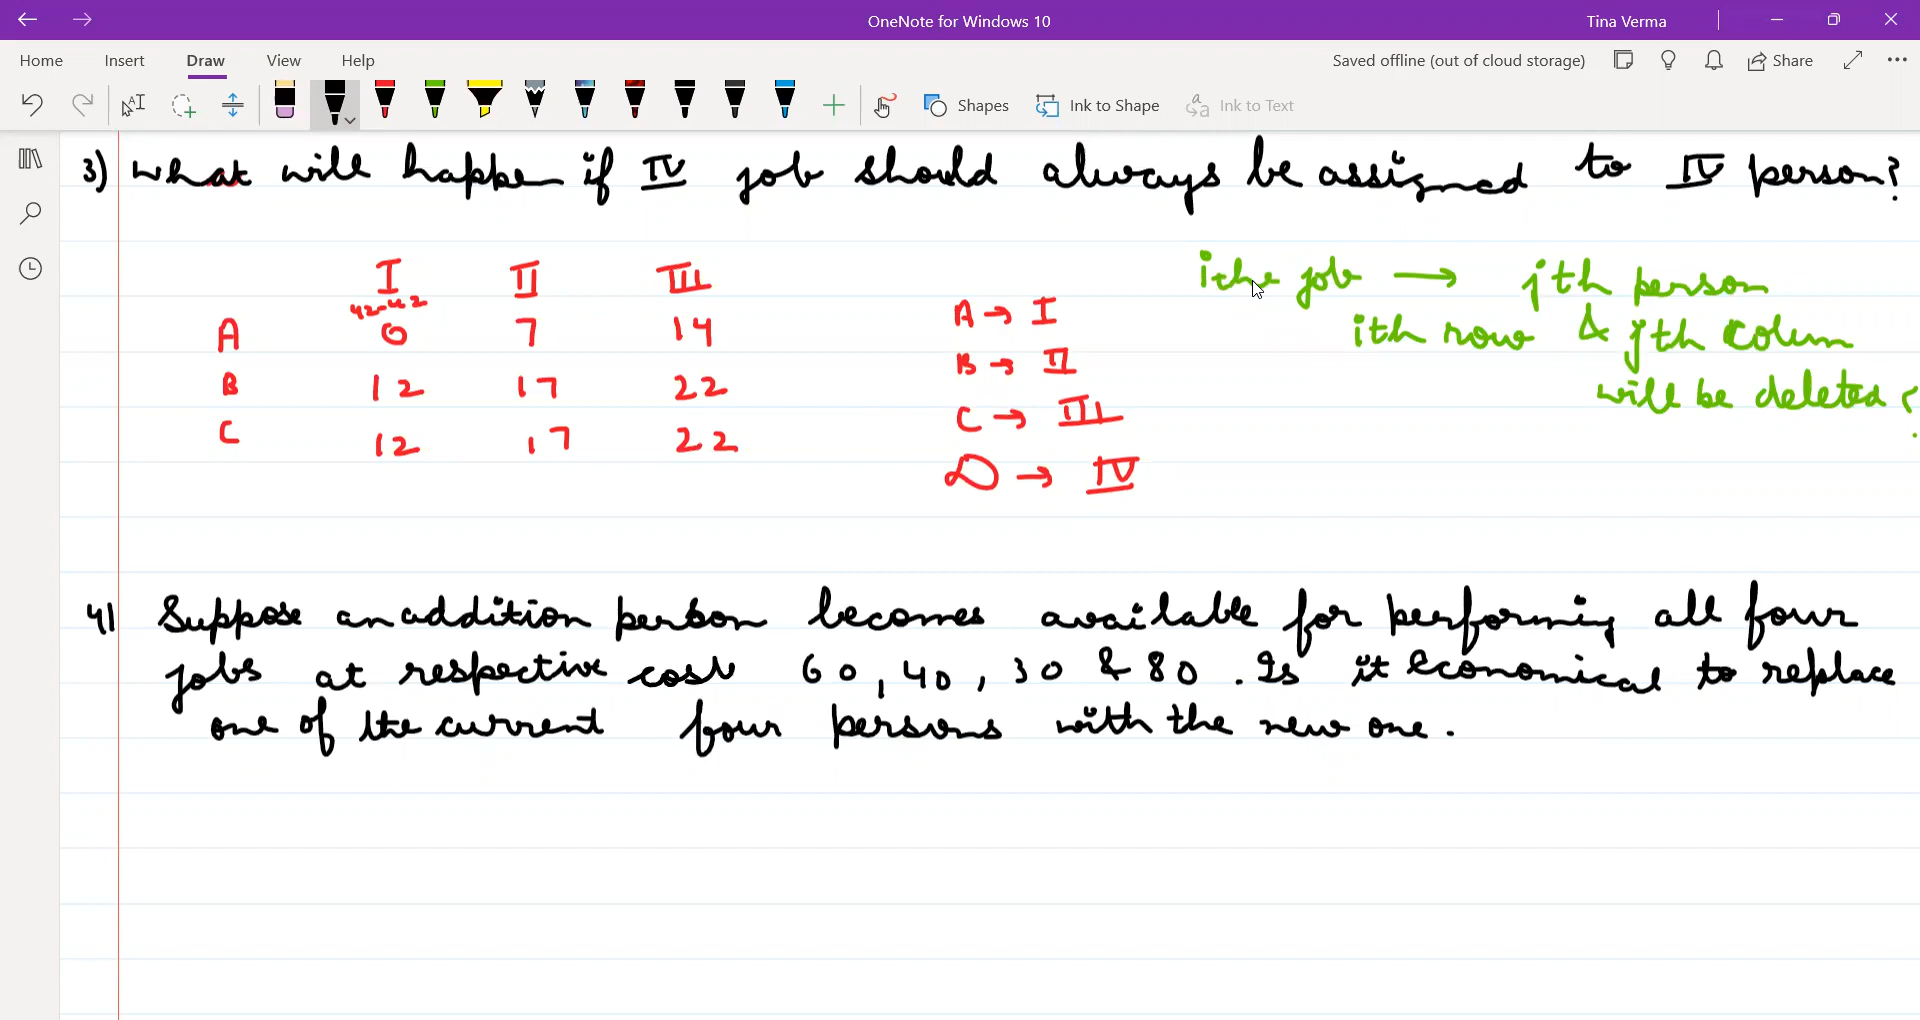 OneNote for Windows 10
Tina Verma
Home Insert Draw View Help
Saved offline (out of cloud storage)
Share
Shapes
Ink to Shape
Ink to Text
3) what will happen if IV job should always be assigned to IV person?
I II III
42-42
A 0 7 14
B 12 17 22
C 12 17 22
A → I
B → II
C → III
D → IV
ithe job → jth person
ith row & jth colum
will be deleted
4) Suppose an addition person becomes available for performing all four
jobs at respective cost 60, 40, 30 & 80. Is it economical to replace
one of the current four persons with the new one.